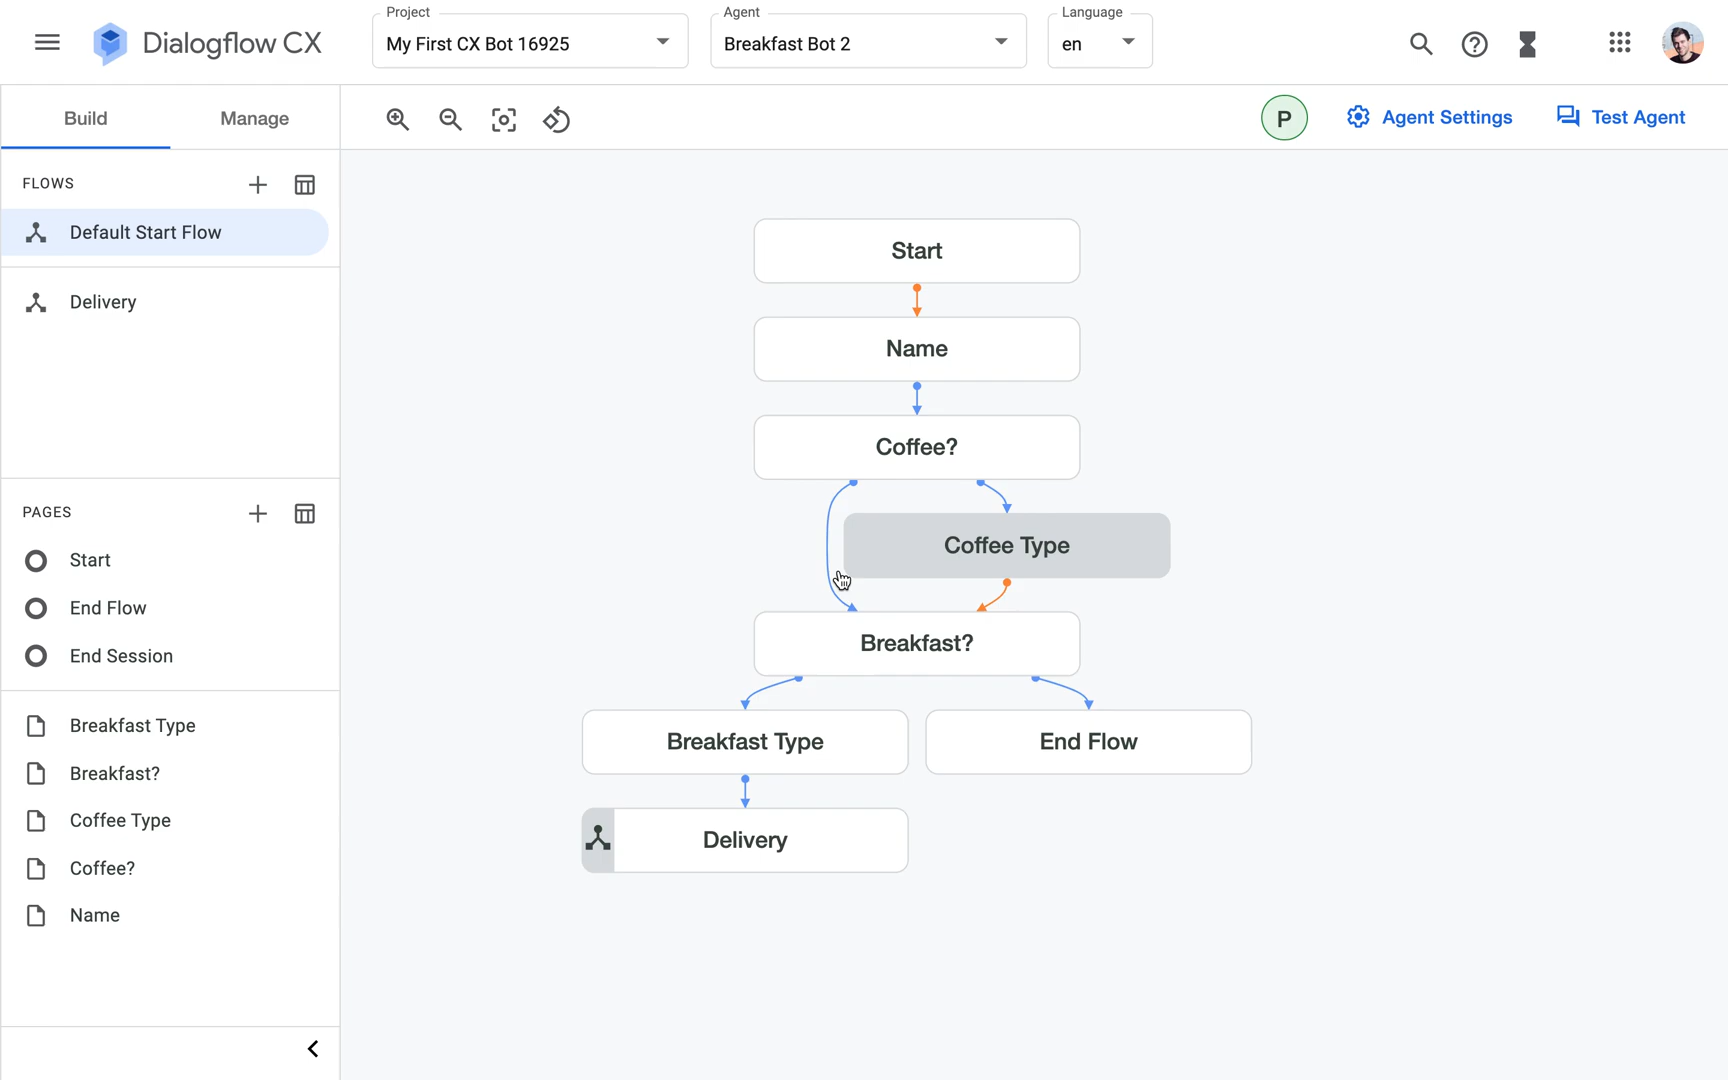 Project
Agent
Language
Dialogflow CX
My First CX Bot 16925
Breakfast Bot 2
en
Build
Manage
P
Agent Settings
Test Agent
FLOWS
Default Start Flow
Delivery
PAGES
Start
End Flow
End Session
Breakfast Type
Breakfast?
Coffee Type
Coffee?
Name
Start
Name
Coffee?
Coffee Type
Breakfast?
Breakfast Type
End Flow
Delivery